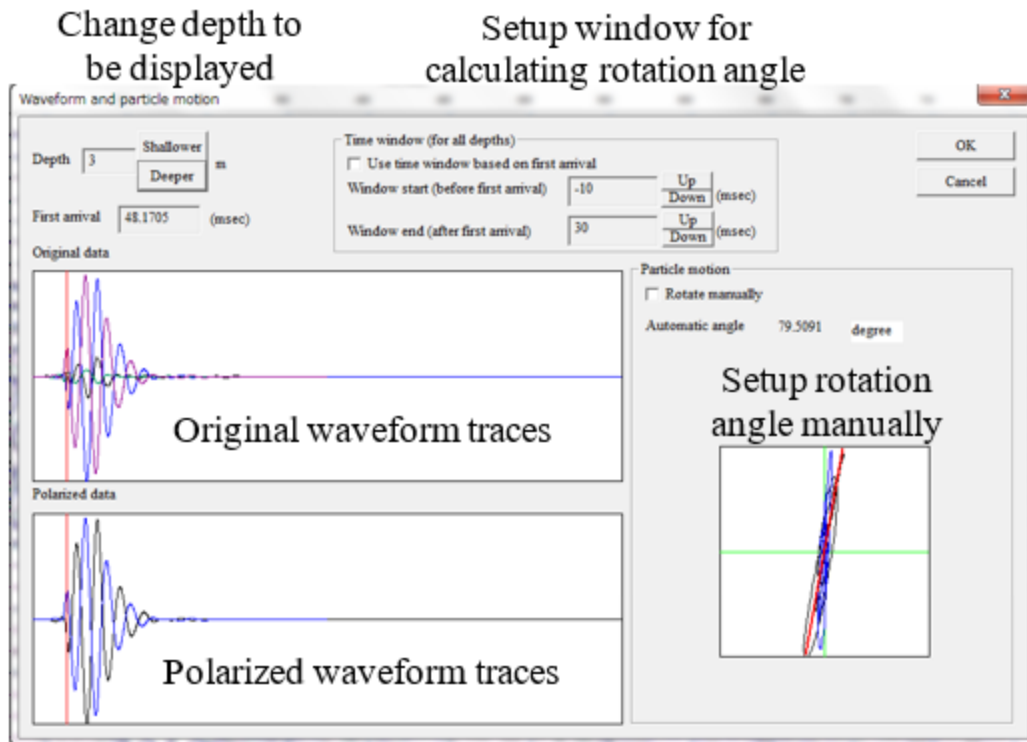 Change depth to
be displayed
Setup window for
calculating rotation angle
Waveform and particle motion
Depth 3 Shallower m
Deeper
First arrival 48.1705 (msec)
Time window (for all depths)
Use time window based on first arrival
Window start (before first arrival) -10 Up (msec)
Down
Window end (after first arrival) 30 Up (msec)
Down
OK
Cancel
Original data
Original waveform traces
Polarized data
Polarized waveform traces
Particle motion
Rotate manually
Automatic angle 79.5091 degree
Setup rotation
angle manually